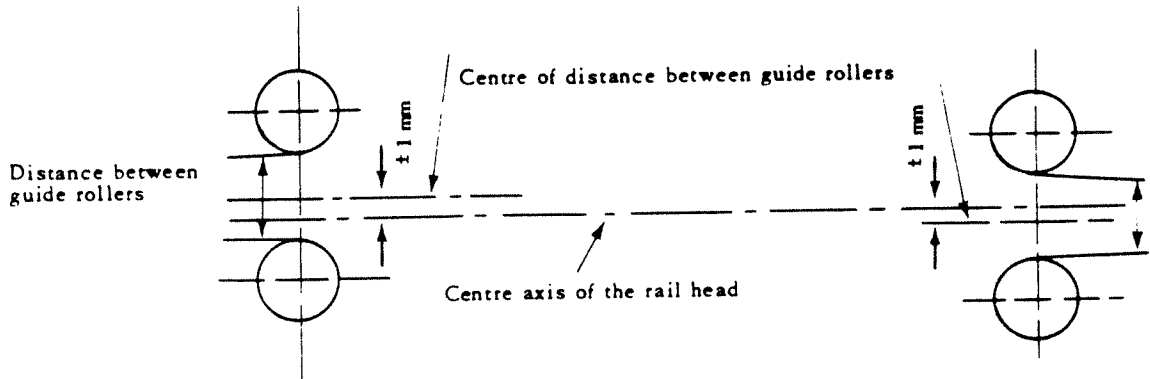 Centre of distance between guide rollers
± 1 mm
± 1 mm
Distance between
guide rollers
Centre axis of the rail head